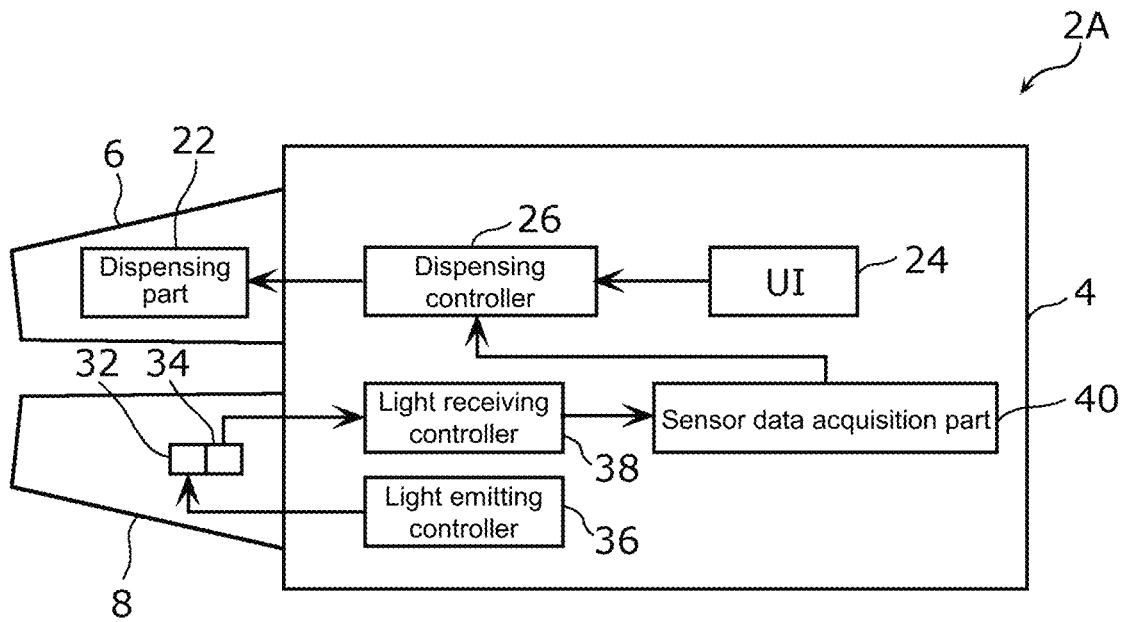 2A
6
22
26
Dispensing
part
Dispensing
controller
UI
24
4
32
34
Light receiving
controller
Sensor data acquisition part
40
38
Light emitting
controller
36
8